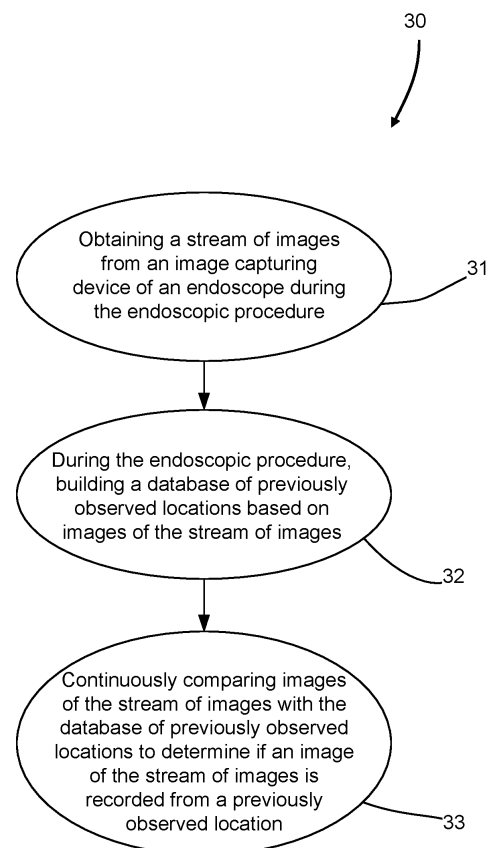 30
Obtaining a stream of images
from an image capturing
device of an endoscope during
the endoscopic procedure
31
During the endoscopic procedure,
building a database of previously
observed locations based on
images of the stream of images
32
Continuously comparing images
of the stream of images with the
database of previously observed
locations to determine if an image
of the stream of images is
recorded from a previously
observed location
33